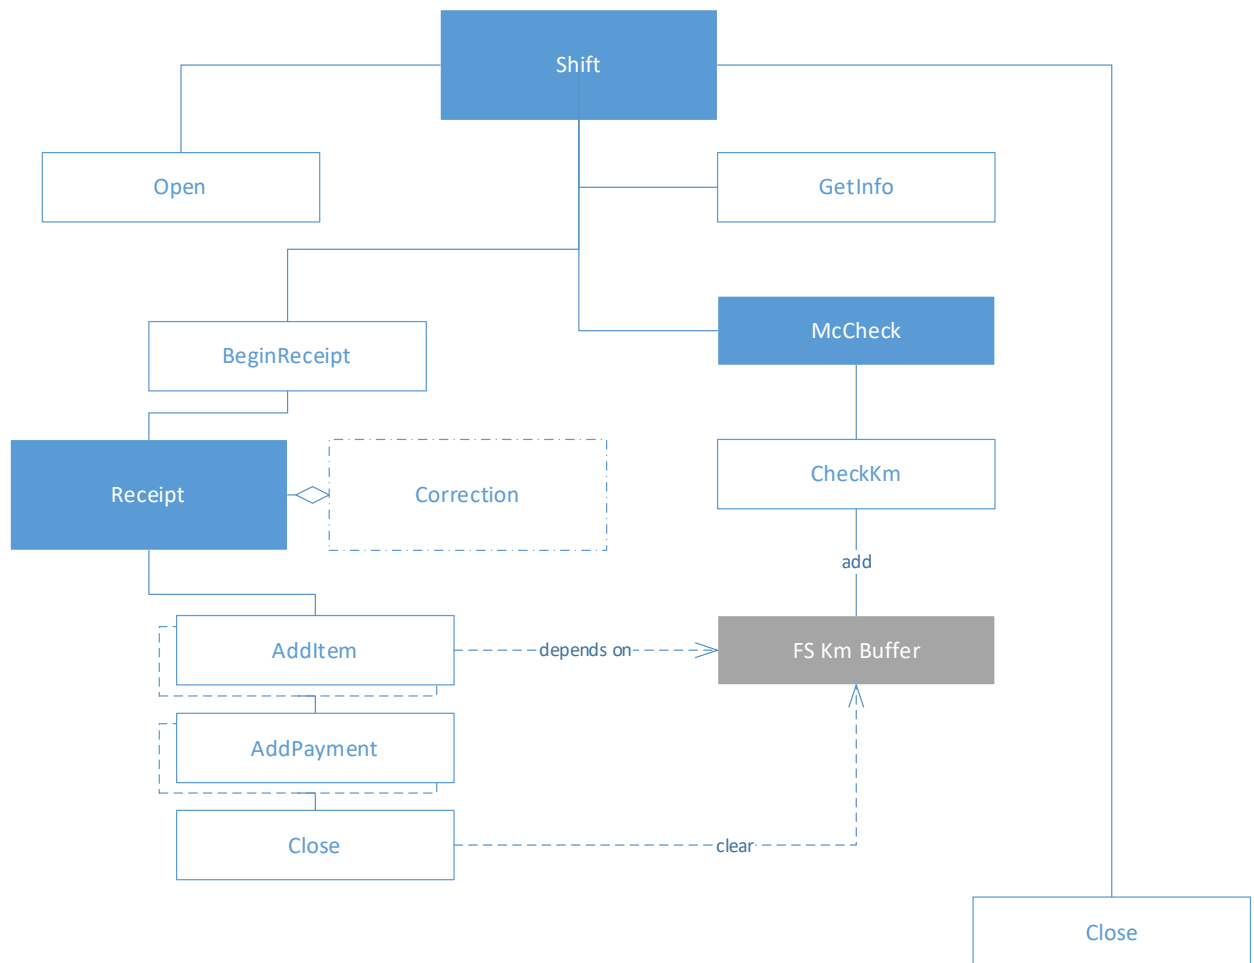 Shift
Open
GetInfo
McCheck
BeginReceipt
CheckKm
Receipt
Correction
add
AddItem
depends on
FS Km Buffer
AddPayment
Close
clear
Close